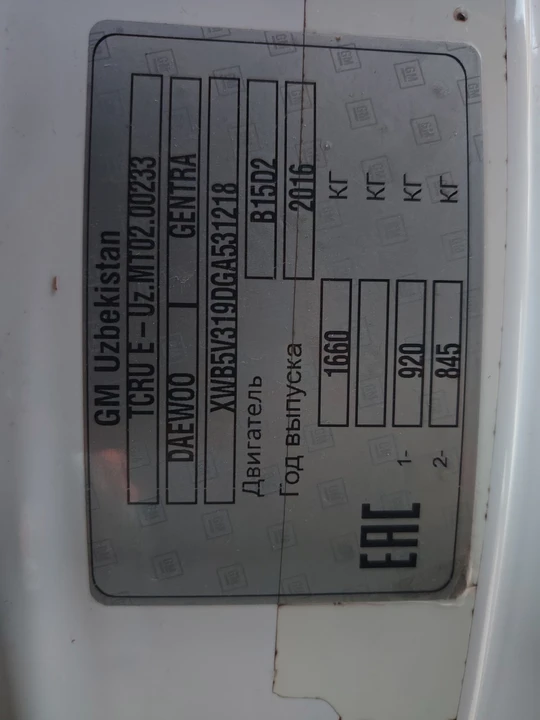 GM Uzbekistan
TCRU E-Uz.MT02.00233
DAEWOO I GENTRA
XWB5V319DGA531218
Двигатель B15D2
Год выпуска 2016
1660 КГ
КГ
1- 920 КГ
2- 845 КГ
EAC